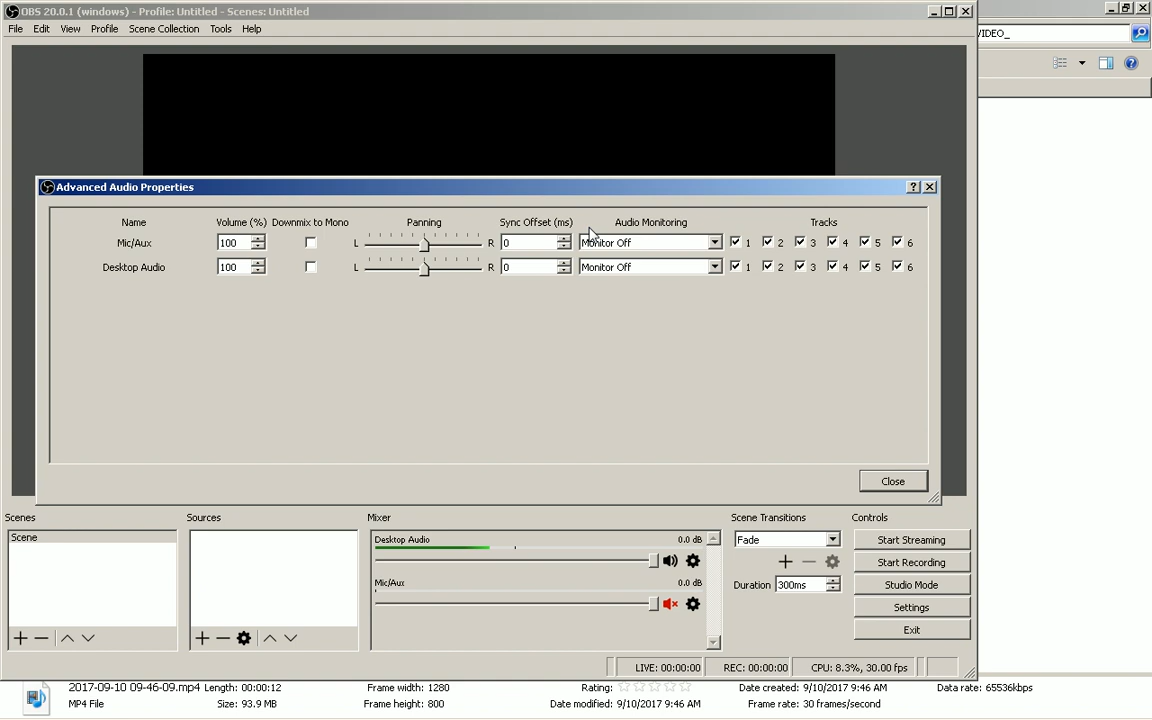 OBS 20.0.1 (windows) - Profile: Untitled - Scenes: Untitled
File Edit View Profile Scene Collection Tools Help
VIDEO_
Advanced Audio Properties
Name Volume (%) Downmix to Mono Panning Sync Offset (ms) Audio Monitoring Tracks
Mic/Aux 100 L R 0 Monitor Off 1 2 3 4 5 6
Desktop Audio 100 L R 0 Monitor Off 1 2 3 4 5 6
Close
Scenes Sources Mixer Scene Transitions Controls
Scene Desktop Audio 0.0 dB Fade Start Streaming
Start Recording
Mic/Aux 0.0 dB Duration 300ms Studio Mode
Settings
Exit
LIVE: 00:00:00 REC: 00:00:00 CPU: 8.3%, 30.00 fps
2017-09-10 09-46-09.mp4 Length: 00:00:12 Frame width: 1280 Rating: Date created: 9/10/2017 9:46 AM Data rate: 65536kbps
MP4 File Size: 93.9 MB Frame height: 800 Date modified: 9/10/2017 9:46 AM Frame rate: 30 frames/second